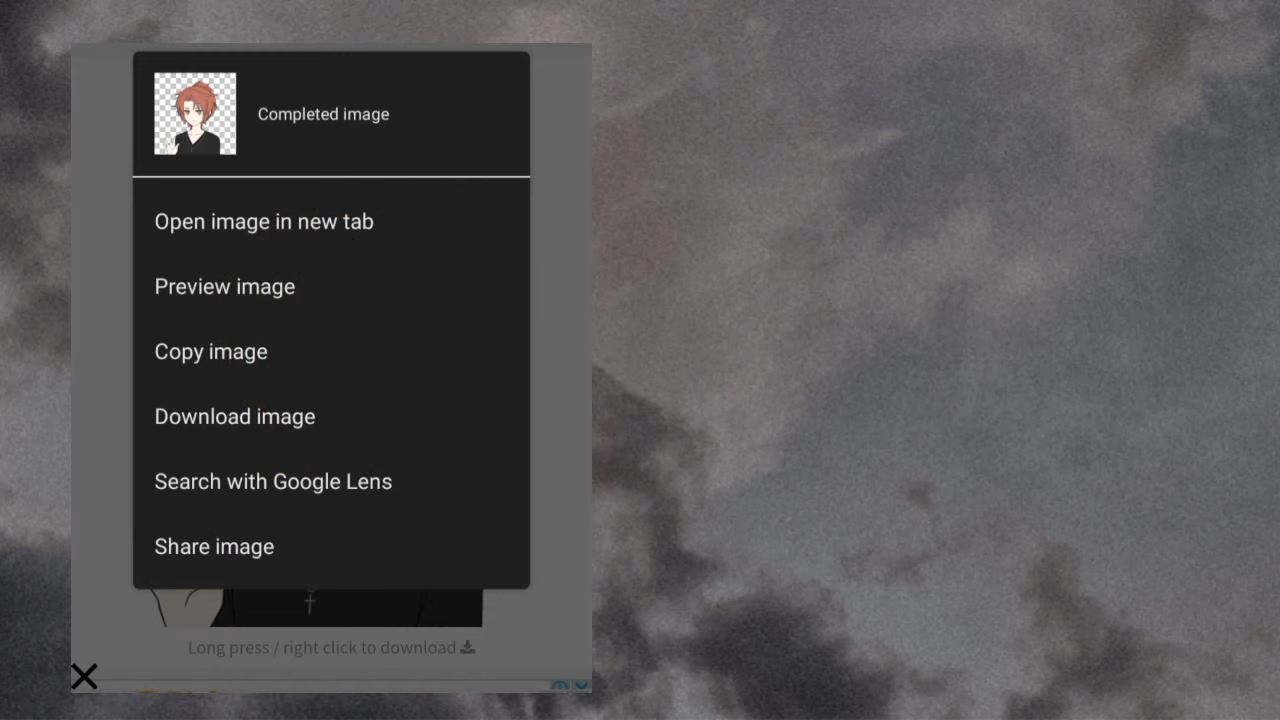 Completed image
Open image in new tab
Preview image
Copy image
Download image
Search with Google Lens
Share image
Long press / right click to download